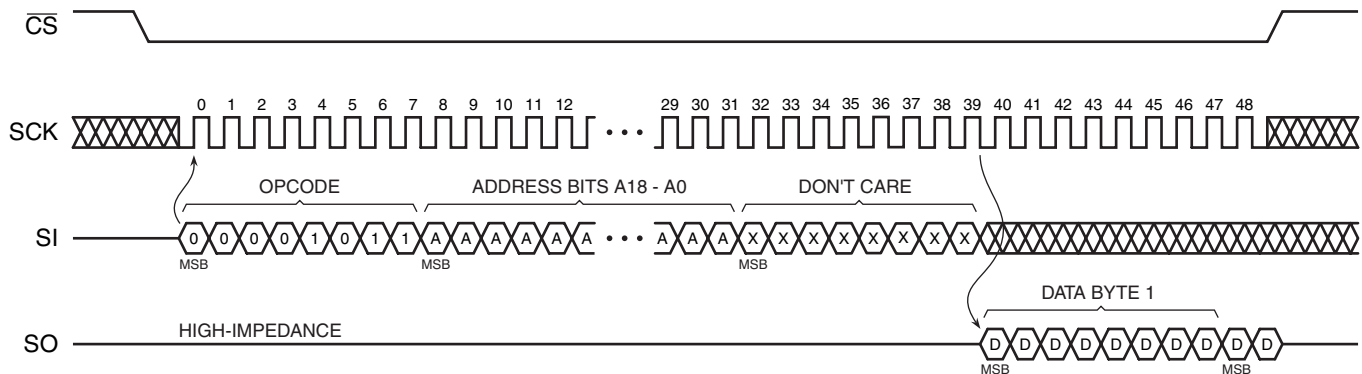 CS
0 1 2 3 4 5 6 7 8 9 10 11 12 29 30 31 32 33 34 35 36 37 38 39 40 41 42 43 44 45 46 47 48
SCK
OPCODE ADDRESS BITS A18 - A0 DON'T CARE
SI 0 0 0 0 1 0 1 1 A A A A A A A A A X X X X X X X X
MSB MSB MSB
DATA BYTE 1
HIGH-IMPEDANCE
SO D D D D D D D D D D
MSB MSB